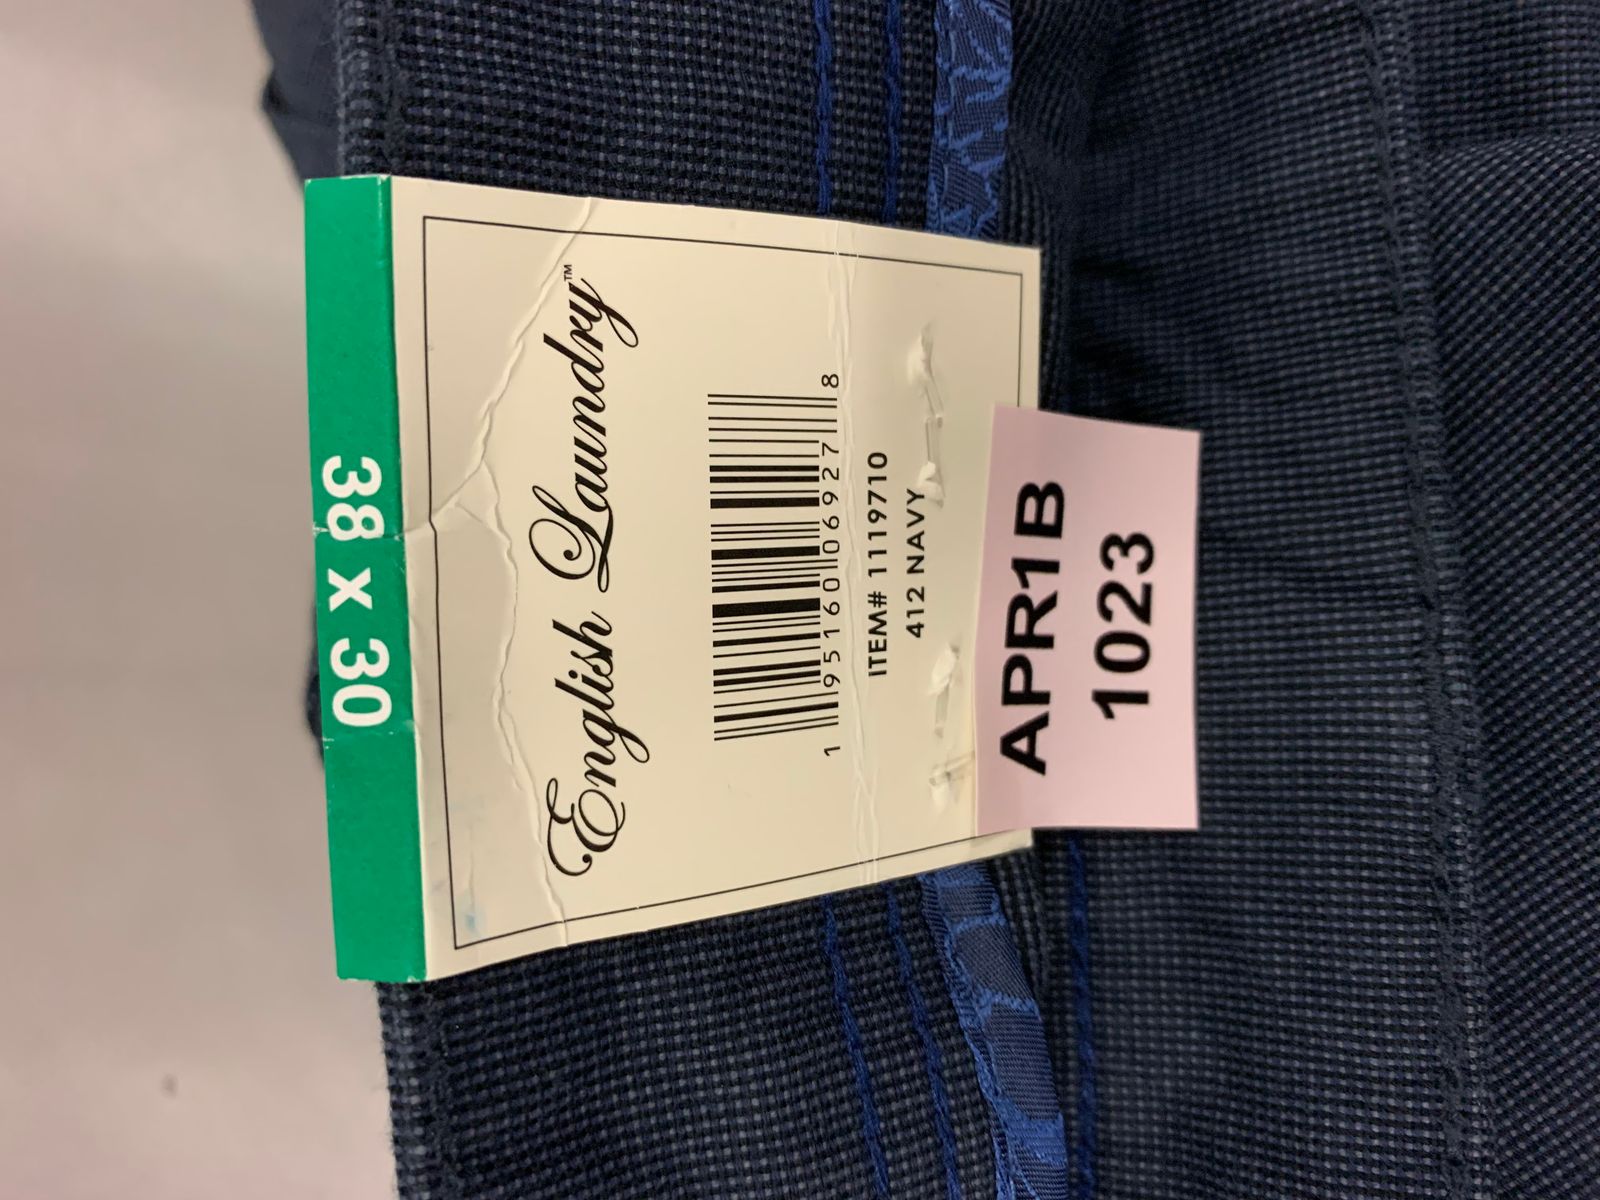 38 x 30
English Laundry™
1 95160 06927 8
ITEM# 1119710
412 NAVY
APR1B
1023